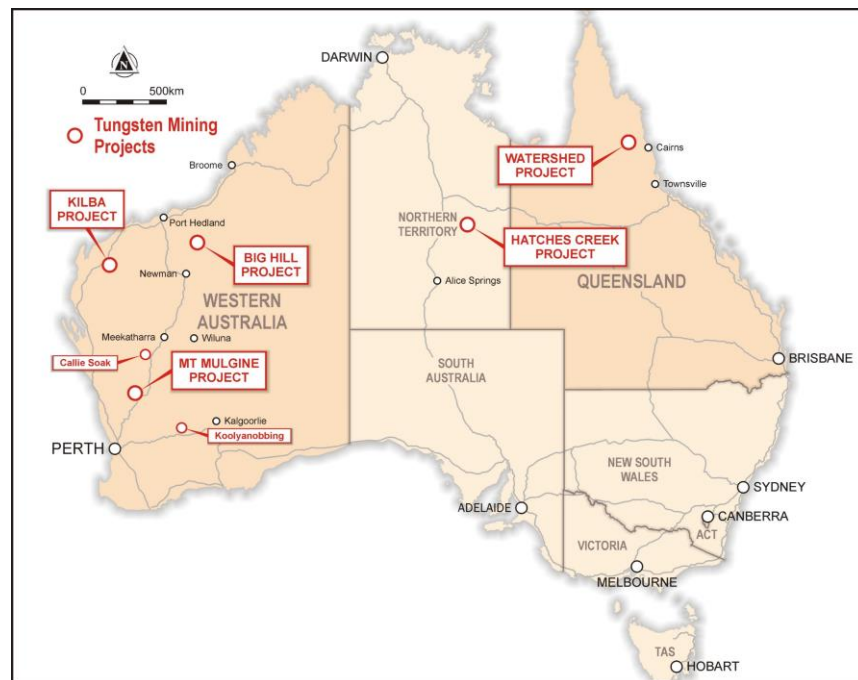 DARWIN
N
0
500km
Tungsten Mining
Projects
Broome
WATERSHED
PROJECT
Cairns
Townsville
KILBA
PROJECT
Port Hedland
NORTHERN
TERRITORY
HATCHES CREEK
PROJECT
BIG HILL
PROJECT
Newman
Alice Springs
QUEENSLAND
WESTERN
AUSTRALIA
Meekatharra
Wiluna
Callie Soak
MT MULGINE
PROJECT
SOUTH
AUSTRALIA
BRISBANE
Kalgoorlie
Koolyanobbing
PERTH
NEW SOUTH
WALES
SYDNEY
ADELAIDE
CANBERRA
ACT
VICTORIA
MELBOURNE
TAS
HOBART